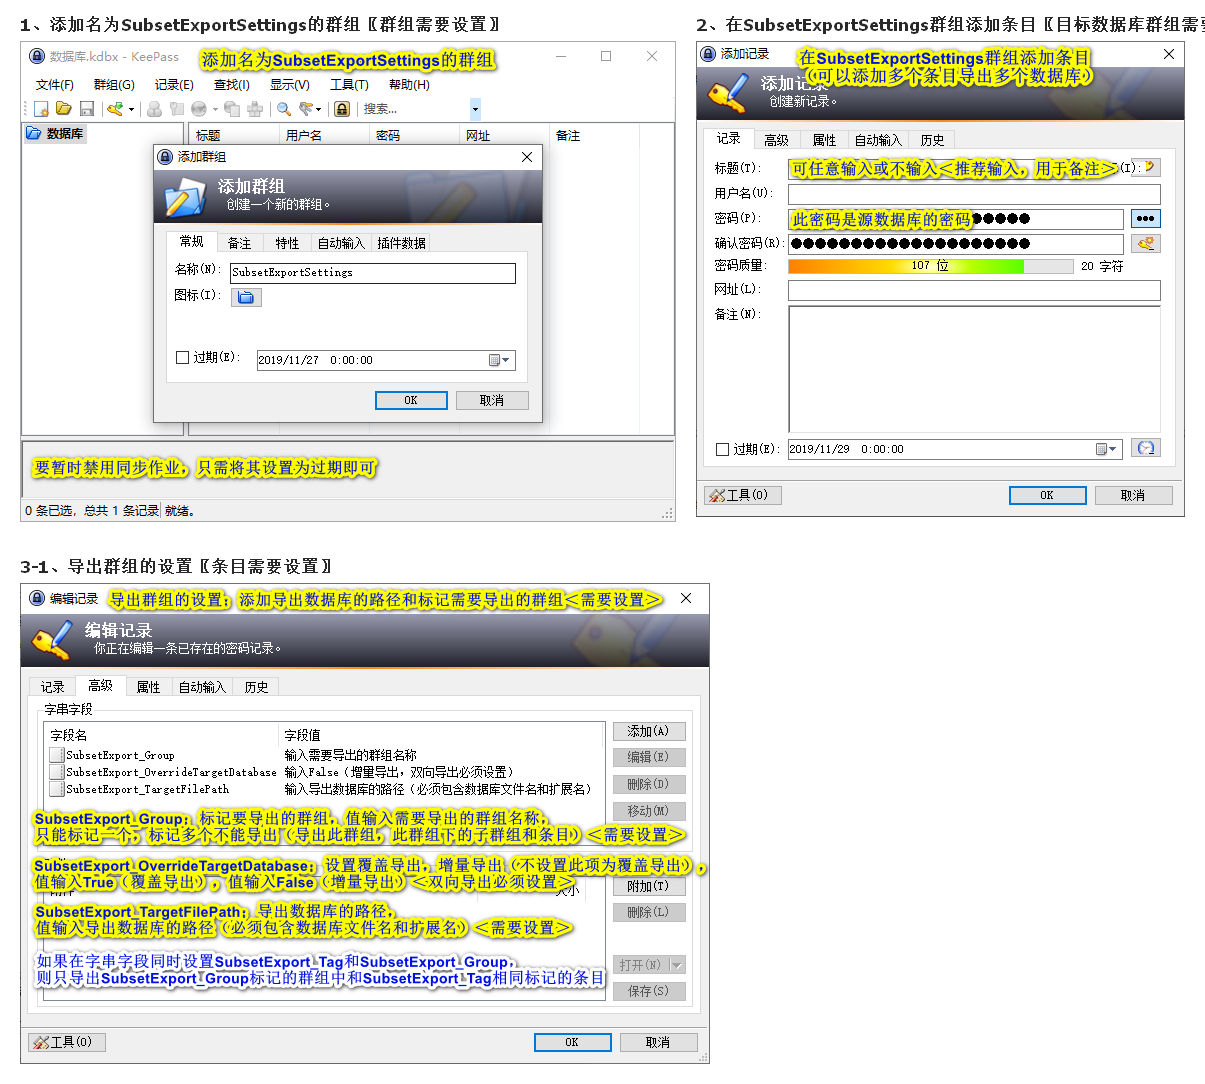 1、添加名为SubsetExportSettings的群组〖群组需要设置〗
数据库.kdbx - KeePass
添加名为SubsetExportSettings的群组
文件(F) 群组(G) 记录(E) 查找(I) 显示(V) 工具(T) 帮助(H)
搜索...
数据库
标题 用户名 密码 网址 备注
添加群组
添加群组
创建一个新的群组。
常规 备注 特性 自动输入 插件数据
名称(N): SubsetExportSettings
图标(I):
过期(E): 2019/11/27 0:00:00
OK 取消
要暂时禁用同步作业，只需将其设置为过期即可
0 条已选，总共 1 条记录 就绪。
2、在SubsetExportSettings群组添加条目〖目标数据库群组需
添加记录
在SubsetExportSettings群组添加条目
（可以添加多个条目导出多个数据库）
添加记录
创建新记录。
记录 高级 属性 自动输入 历史
标题(T): 可任意输入或不输入＜推荐输入，用于备注＞ (I):
用户名(U):
密码(P): 此密码是源数据库的密码●●●●● •••
确认密码(R): ●●●●●●●●●●●●●●●●●●●●
密码质量: 107 位 20 字符
网址(L):
备注(N):
过期(E): 2019/11/29 0:00:00
工具(O) OK 取消
3-1、导出群组的设置〖条目需要设置〗
编辑记录 导出群组的设置；添加导出数据库的路径和标记需要导出的群组＜需要设置＞
编辑记录
你正在编辑一条已存在的密码记录。
记录 高级 属性 自动输入 历史
字串字段
字段名 字段值
SubsetExport_Group 输入需要导出的群组名称
SubsetExport_OverrideTargetDatabase 输入False（增量导出，双向导出必须设置）
SubsetExport_TargetFilePath 输入导出数据库的路径（必须包含数据库文件名和扩展名）
添加(A)
编辑(E)
删除(D)
移动(M)
SubsetExport_Group；标记要导出的群组，值输入需要导出的群组名称，
只能标记一个，标记多个不能导出（导出此群组，此群组下的子群组和条目）＜需要设置＞
SubsetExport_OverrideTargetDatabase；设置覆盖导出，增量导出（不设置此项为覆盖导出），
值输入True（覆盖导出），值输入False（增量导出）＜双向导出必须设置＞
大小
附加(T)
删除(L)
SubsetExport_TargetFilePath；导出数据库的路径，
值输入导出数据库的路径（必须包含数据库文件名和扩展名）＜需要设置＞
如果在字串字段同时设置SubsetExport_Tag和SubsetExport_Group，
则只导出SubsetExport_Group标记的群组中和SubsetExport_Tag相同标记的条目
打开(N)
保存(S)
工具(O) OK 取消